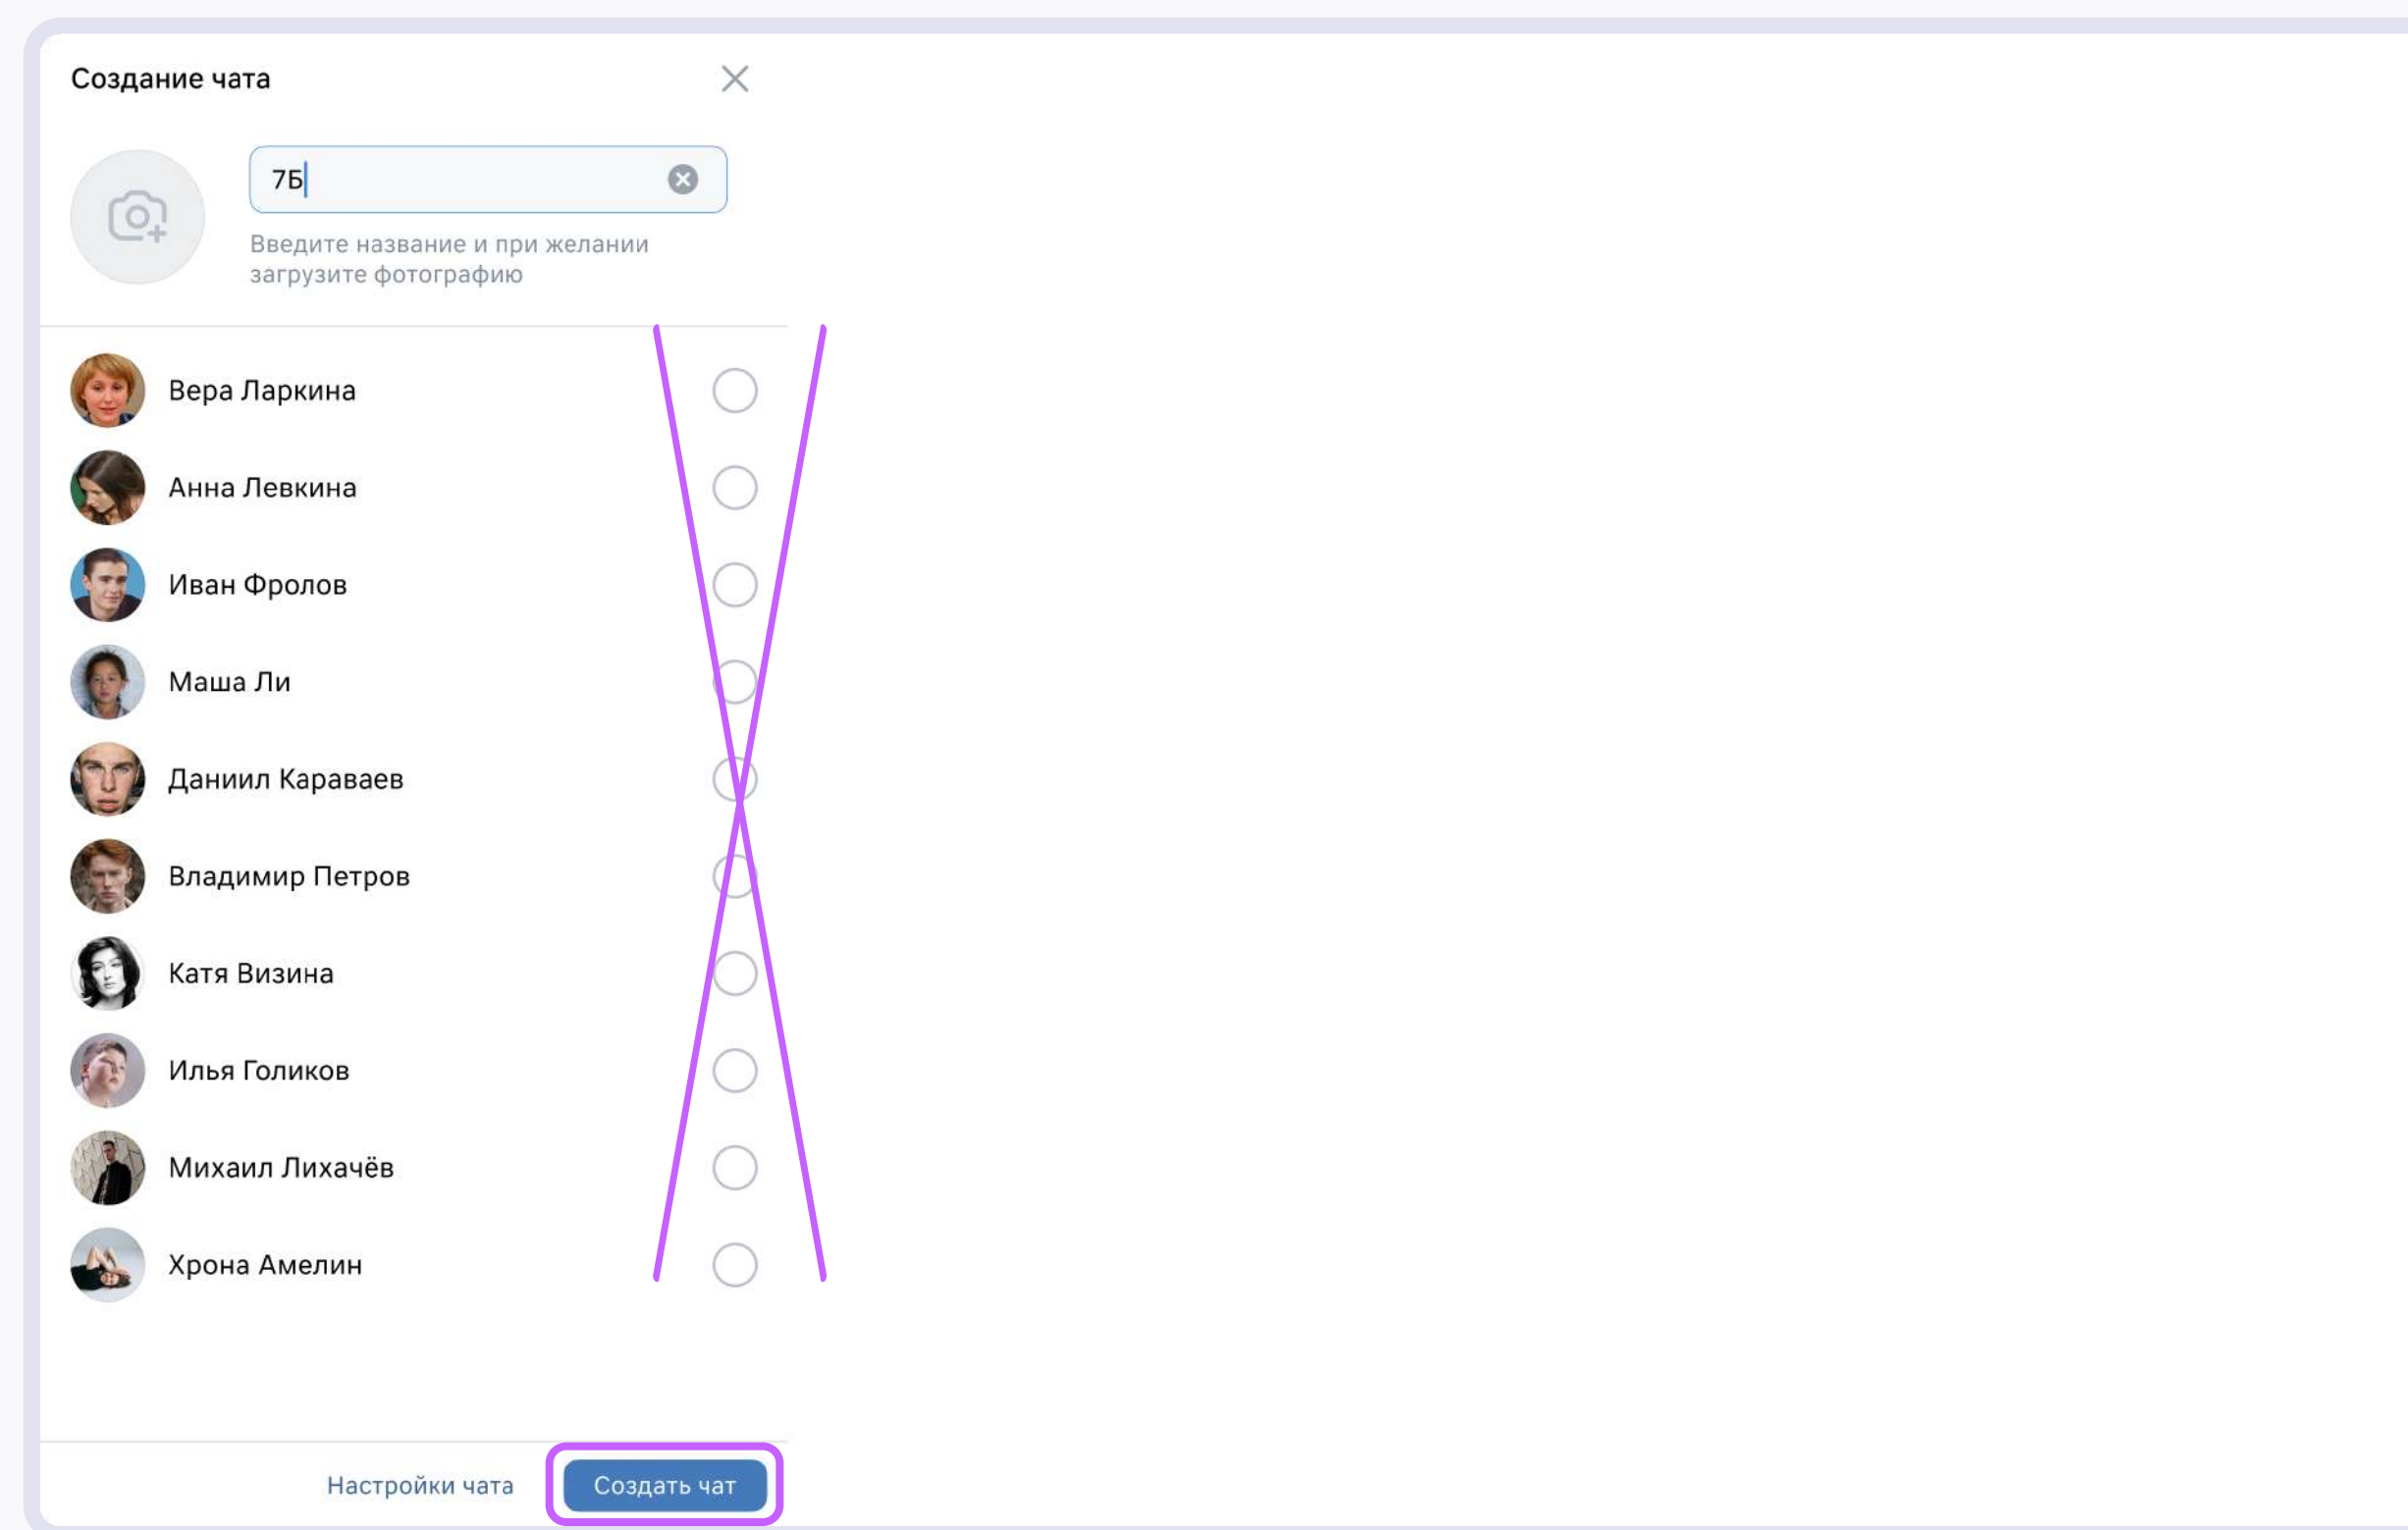 Создание чата
7Б
Введите название и при желании
загрузите фотографию
Вера Ларкина
Анна Левкина
Иван Фролов
Маша Ли
Даниил Караваев
Владимир Петров
Катя Визина
Илья Голиков
Михаил Лихачёв
Хрона Амелин
Настройки чата
Создать чат